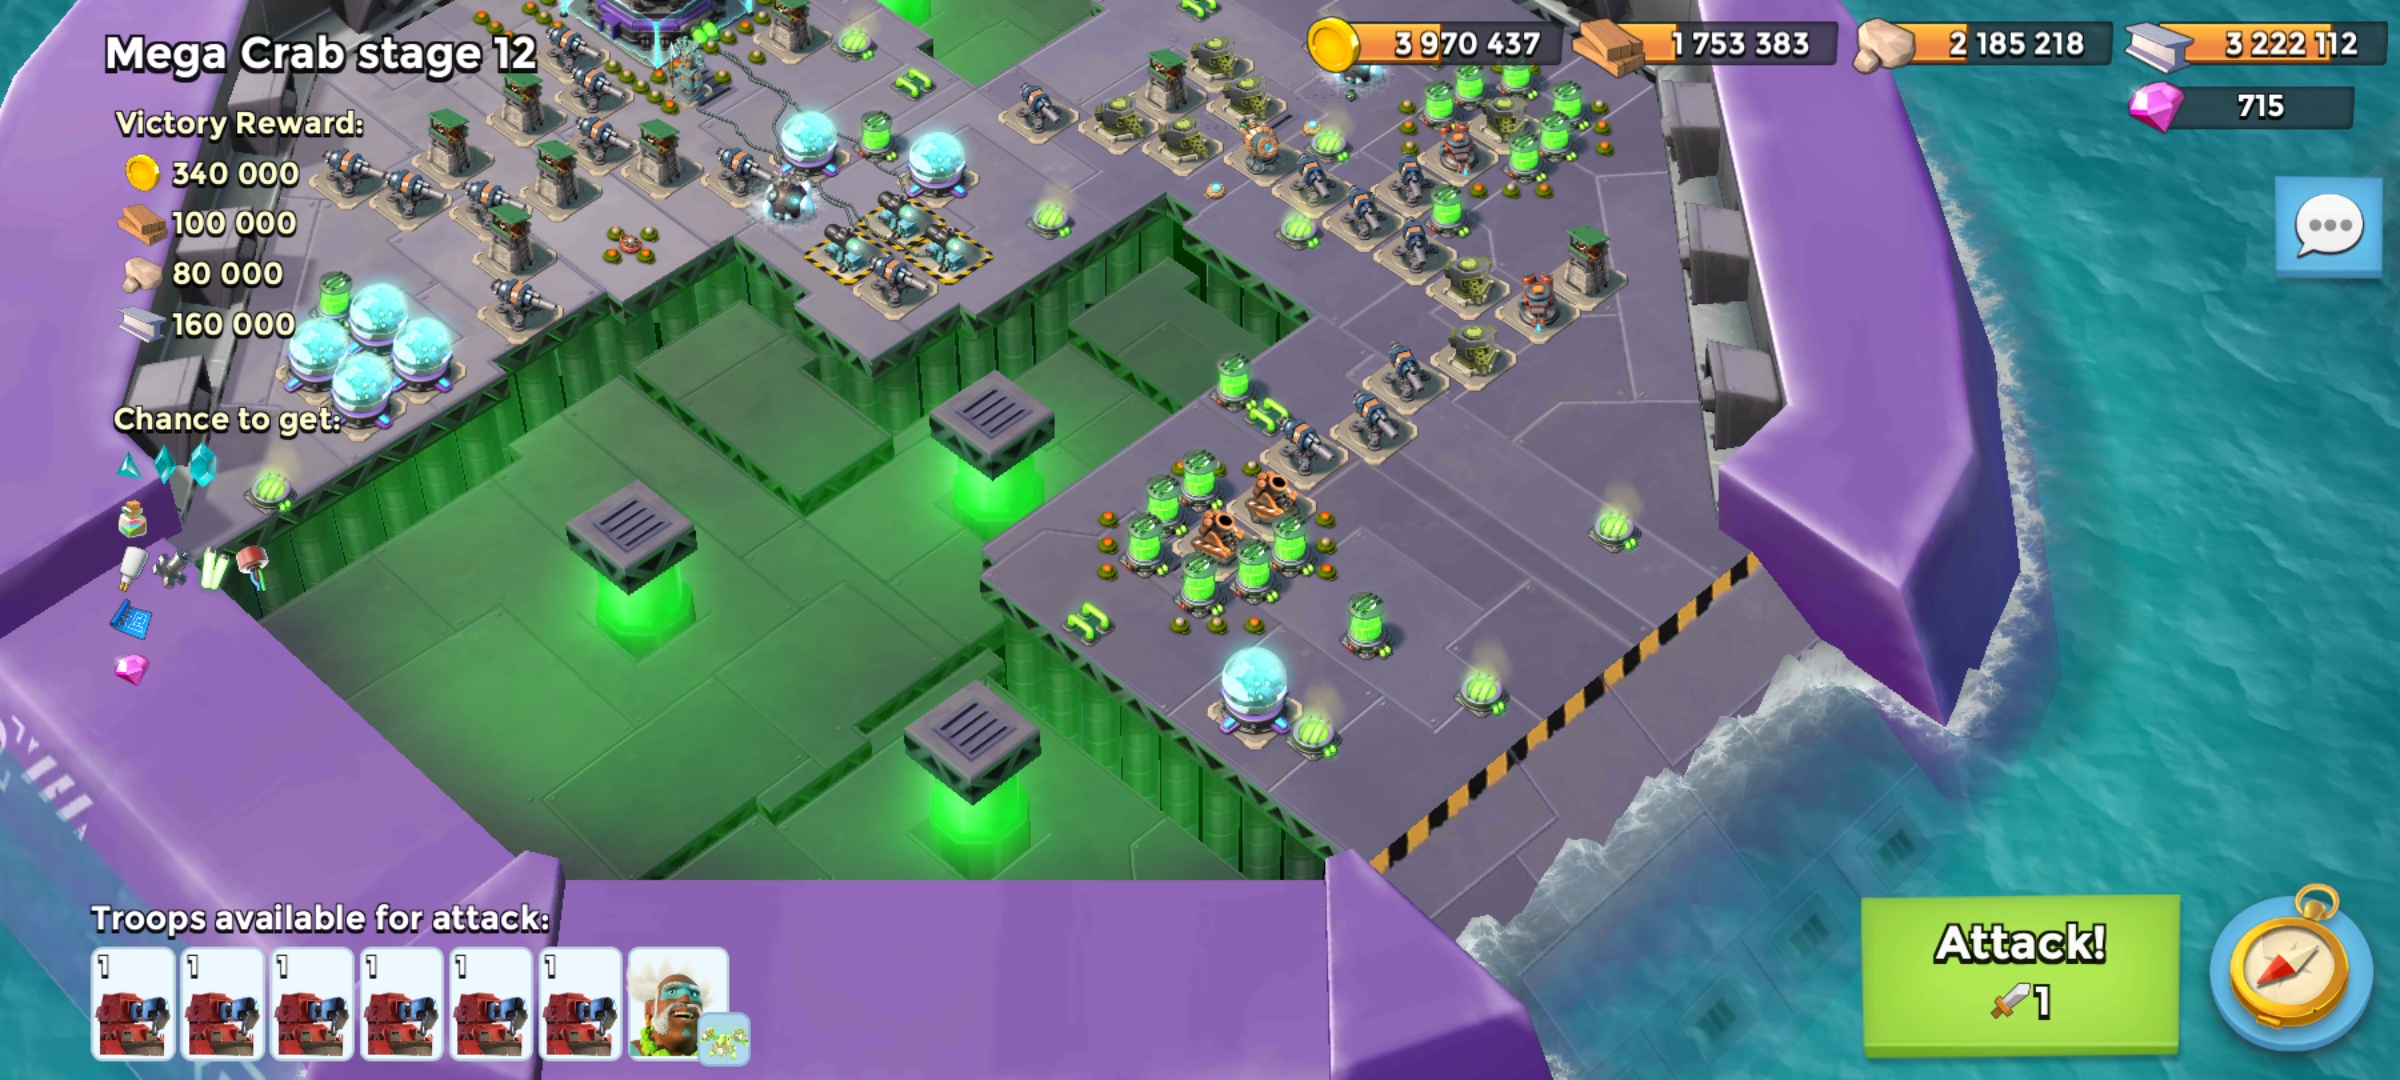 Mega Crab stage 12
3 970 437
1 753 383
2 185 218
3 222 112
715
Victory Reward:
340 000
100 000
80 000
160 000
Chance to get:
Troops available for attack:
1
1
1
1
1
1
Attack!
1